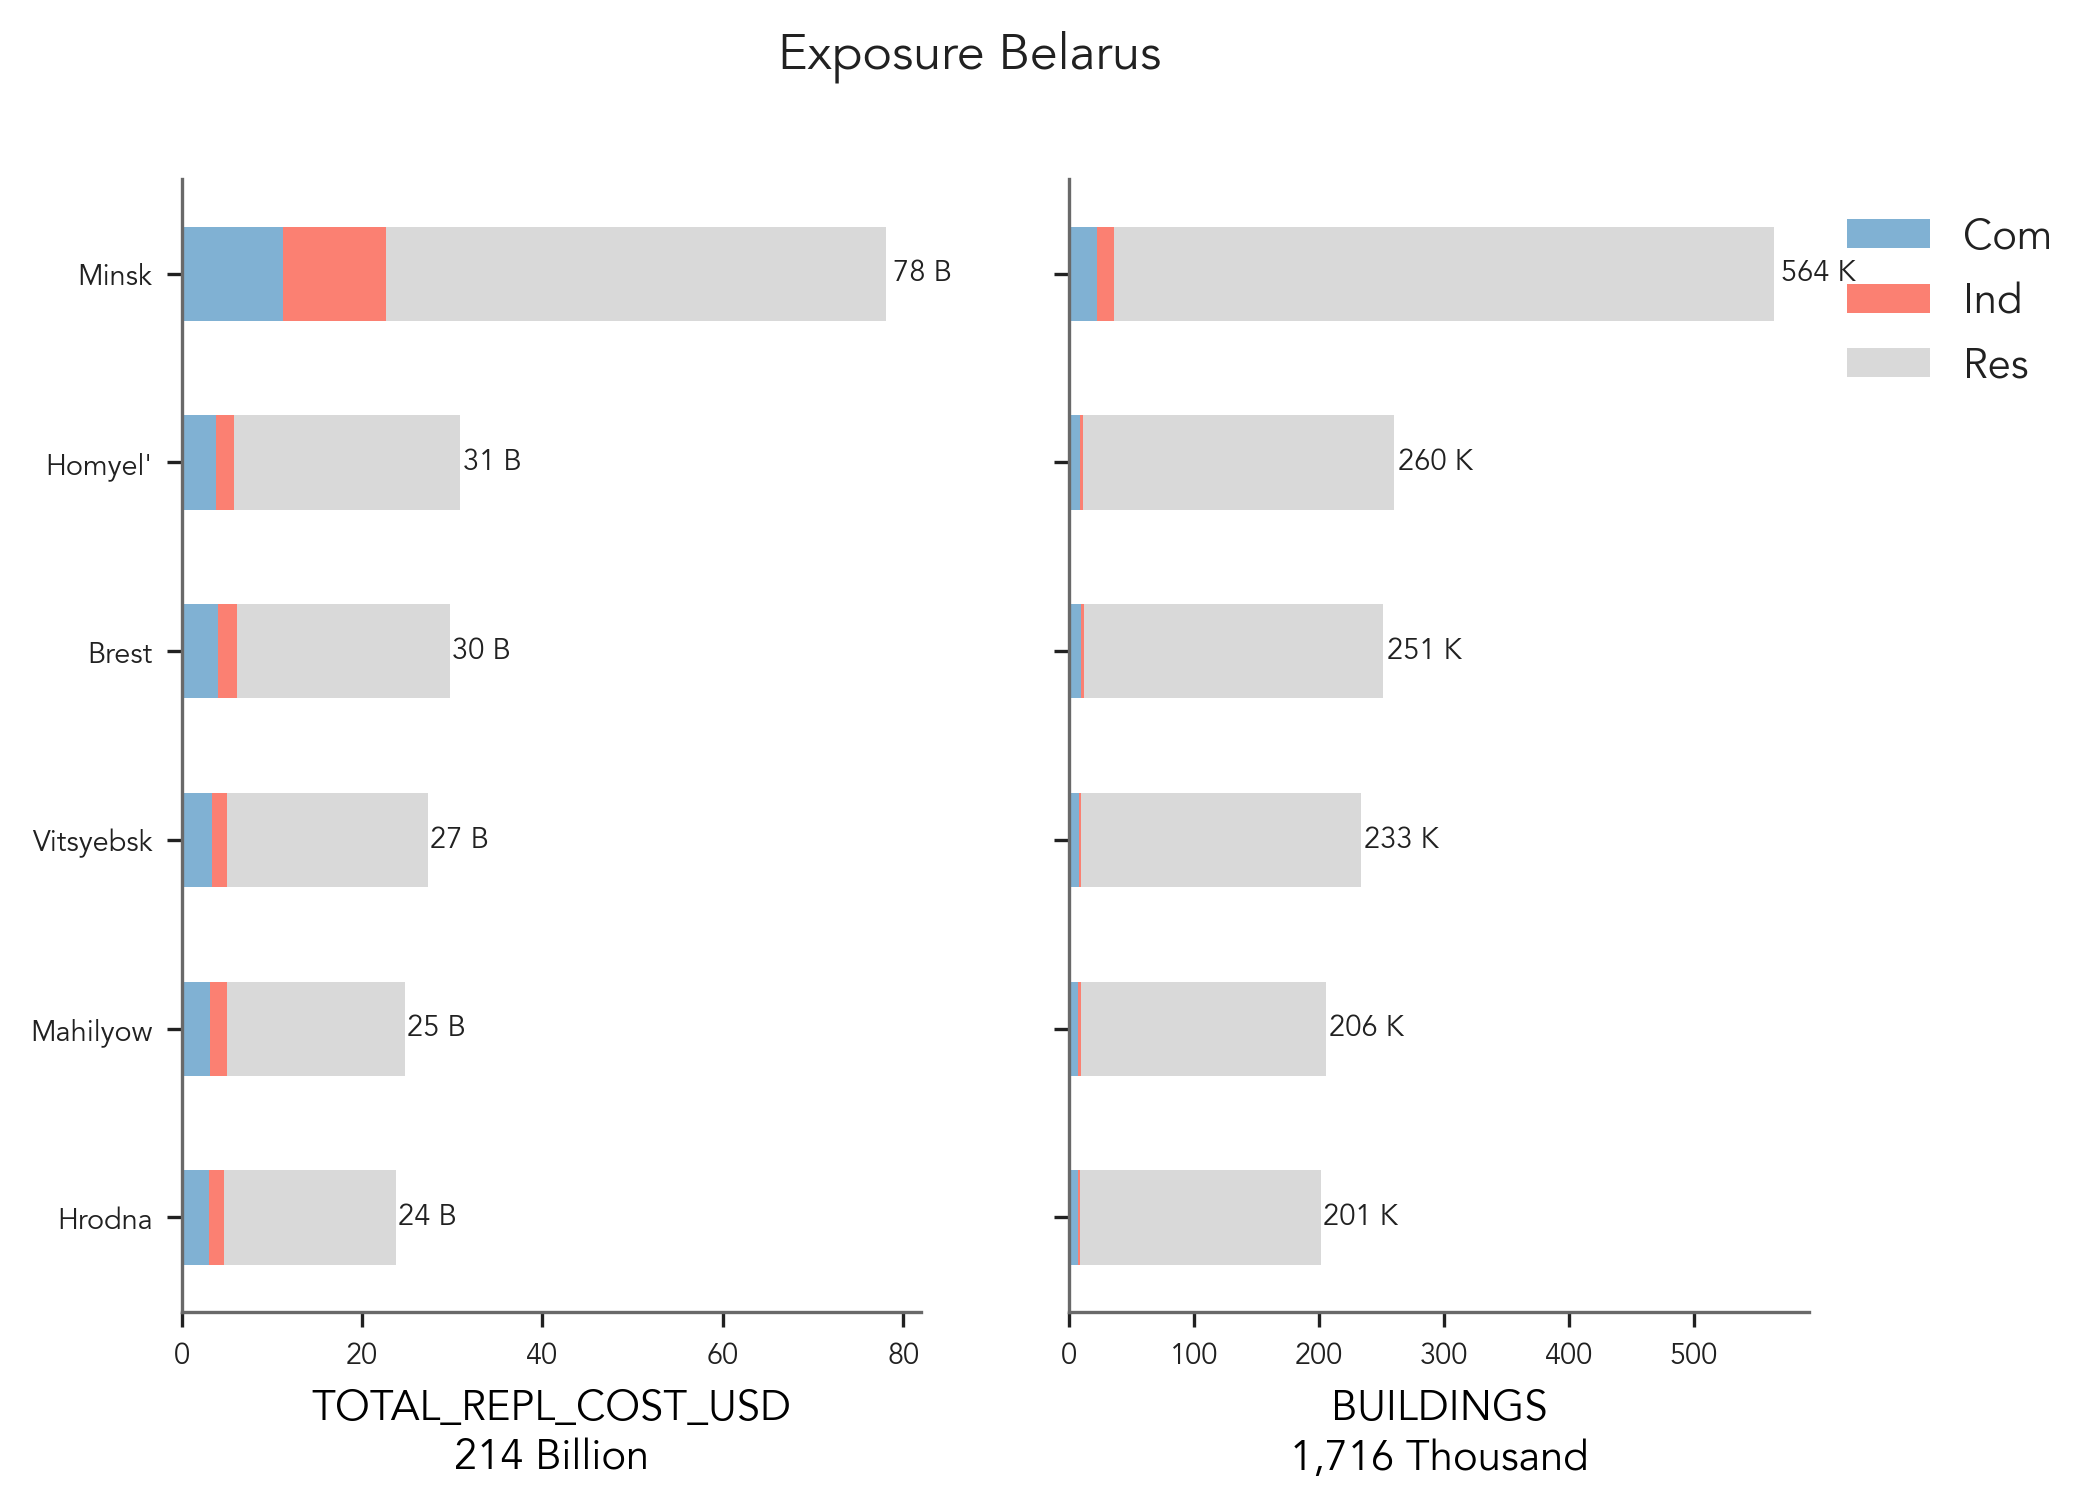 Exposure Belarus
Minsk
78 B
Homyel'
31 B
Brest
30 B
Vitsyebsk
27 B
Mahilyow
25 B
Hrodna
24 B
0 20 40 60 80
TOTAL_REPL_COST_USD
214 Billion
564 K
260 K
251 K
233 K
206 K
201 K
0 100 200 300 400 500
BUILDINGS
1,716 Thousand
Com
Ind
Res